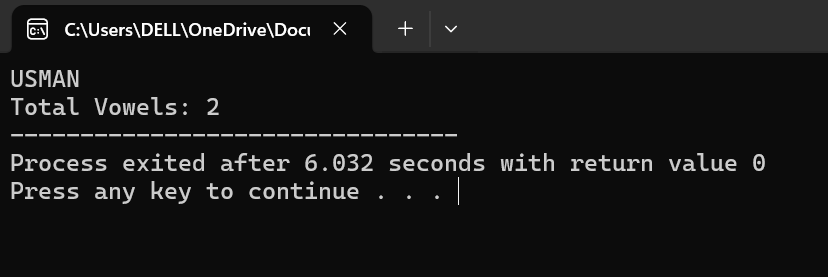 C:\Users\DELL\OneDrive\Docu
USMAN
Total Vowels: 2
--------------------------------
Process exited after 6.032 seconds with return value 0
Press any key to continue . . .